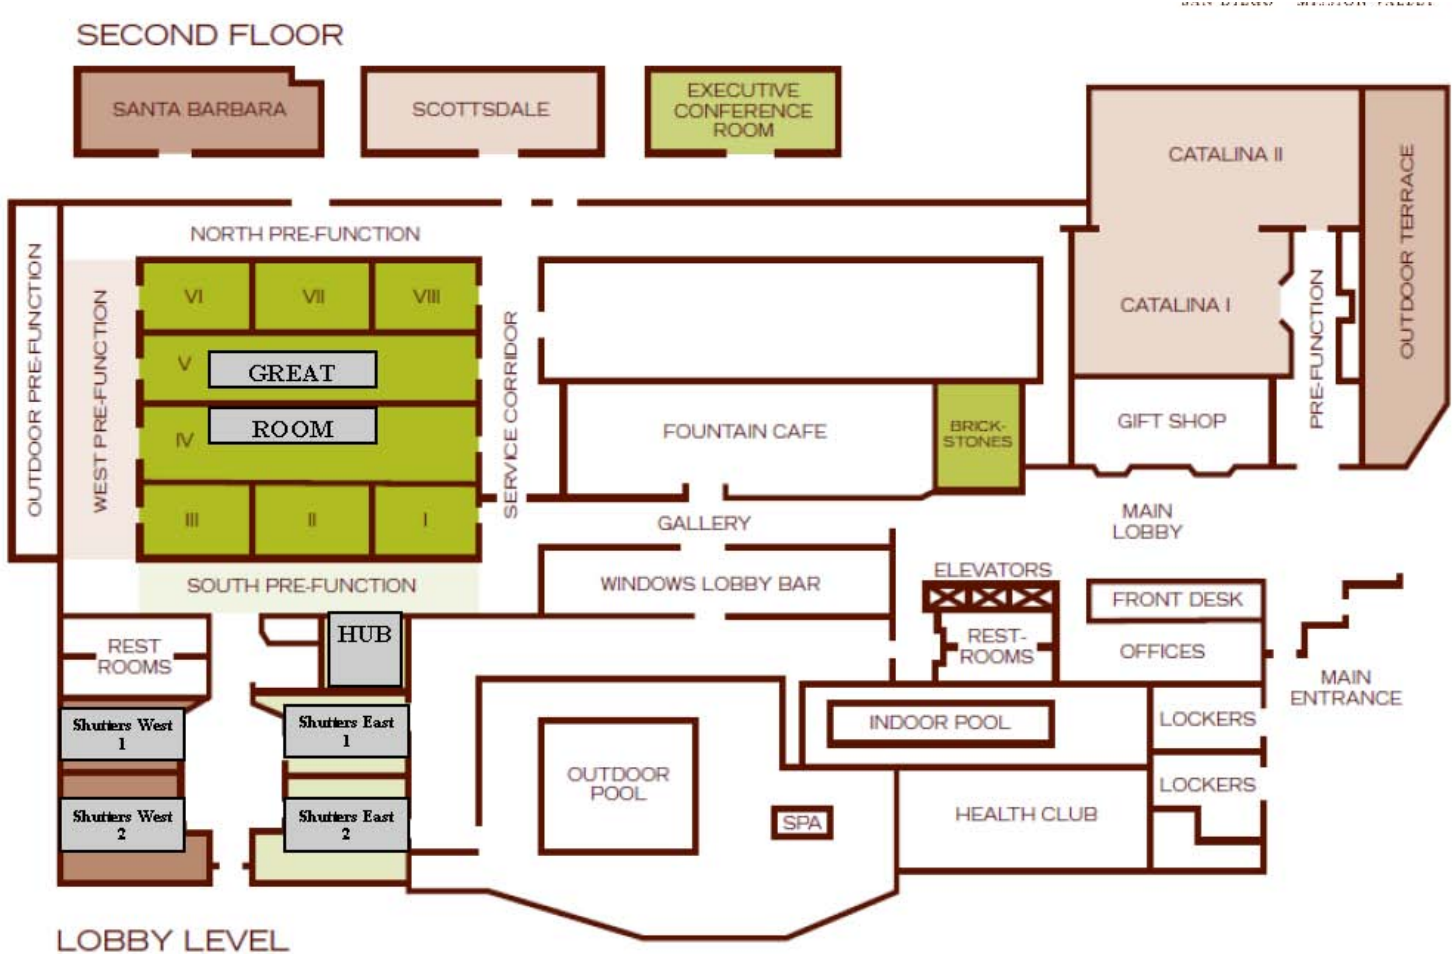 SAN DIEGO - MISSION VALLEY
SECOND FLOOR
SANTA BARBARA
SCOTTSDALE
EXECUTIVE
CONFERENCE
ROOM
CATALINA II
OUTDOOR TERRACE
NORTH PRE-FUNCTION
OUTDOOR PRE-FUNCTION
WEST PRE-FUNCTION
VI
VII
VIII
V
GREAT
IV
ROOM
III
II
I
SERVICE CORRIDOR
CATALINA I
PRE-FUNCTION
FOUNTAIN CAFE
BRICK-
STONES
GIFT SHOP
GALLERY
MAIN
LOBBY
SOUTH PRE-FUNCTION
WINDOWS LOBBY BAR
ELEVATORS
FRONT DESK
REST
ROOMS
HUB
REST-
ROOMS
OFFICES
MAIN
ENTRANCE
Shutters West
1
Shutters East
1
INDOOR POOL
LOCKERS
OUTDOOR
POOL
LOCKERS
Shutters West
2
Shutters East
2
SPA
HEALTH CLUB
LOBBY LEVEL